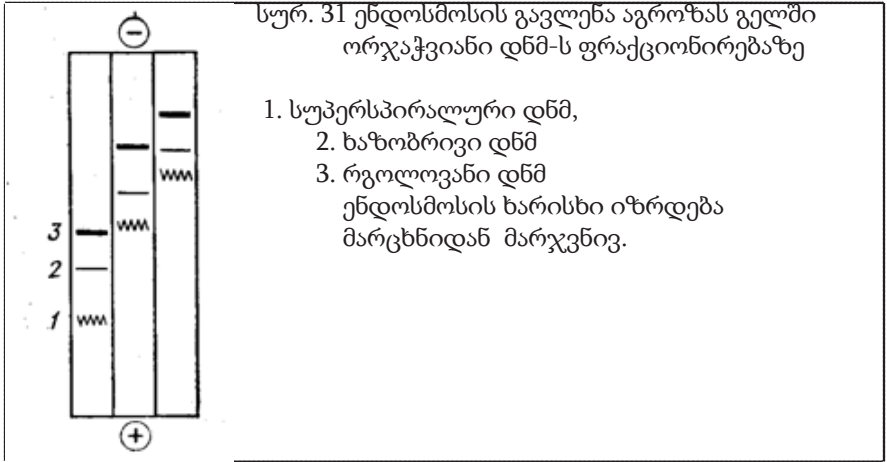 სურ. 31 ენდოსმოსის გავლენა აგროზას გელში
ორჯაჭვიანი დნმ-ს ფრაქციონირებაზე
1. სუპერსპირალური დნმ,
2. ხაზობრივი დნმ
3. რგოლოვანი დნმ
ენდოსმოსის ხარისხი იზრდება
მარცხნიდან მარჯვნივ.
−
3
2
1
+